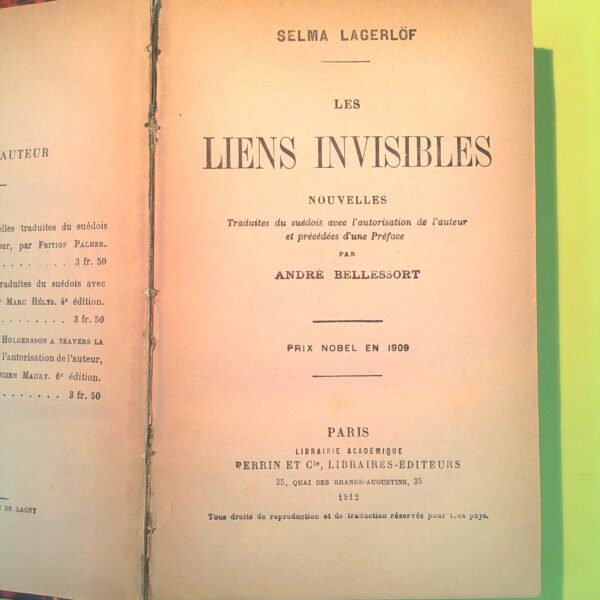 AUTEUR
elles traduites du suédois
eur, par FRITIOF PALMER.
. . . . . . . . . 3 fr. 50
raduites du suédois avec
MARC HÉLYS. 4e édition.
. . . . . . . . . 3 fr. 50
HOLGERSSON A TRAVERS LA
l'autorisation de l'auteur,
CIEN MAURY. 6e édition.
. . . . . . . . 3 fr. 50
DE LAGNY
SELMA LAGERLÖF
LES
LIENS INVISIBLES
NOUVELLES
Traduites du suédois avec l'autorisation de l'auteur
et précédées d'une Préface
PAR
ANDRÉ BELLESSORT
PRIX NOBEL EN 1909
PARIS
LIBRAIRIE ACADÉMIQUE
PERRIN ET Cie, LIBRAIRES-ÉDITEURS
35, QUAI DES GRANDS-AUGUSTINS, 35
1912
Tous droits de reproduction et de traduction réservés pour tous pays.